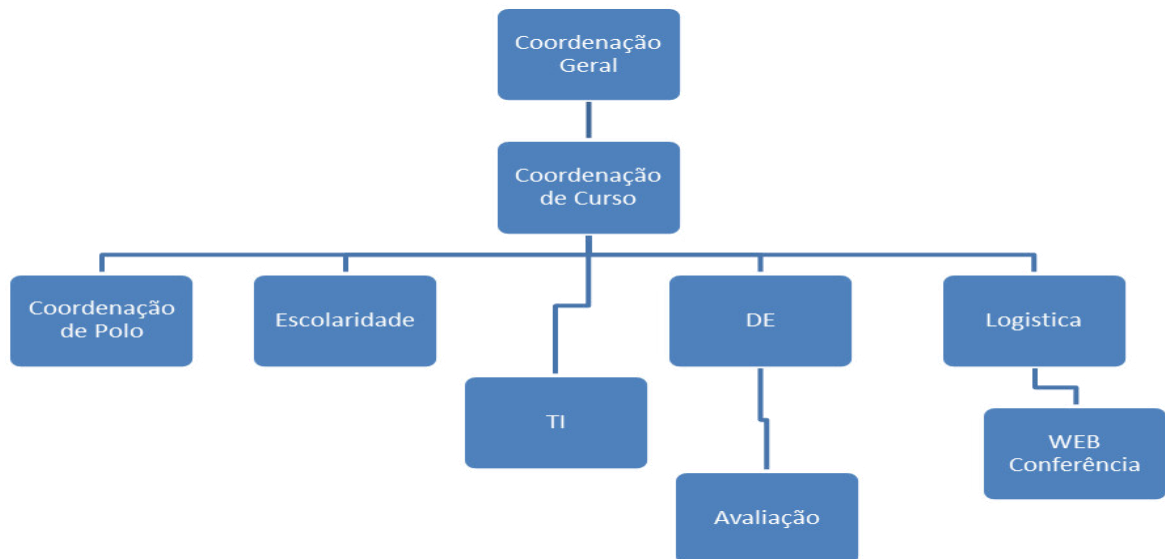 Coordenação
Geral
Coordenação
de Curso
Coordenação
de Polo
Escolaridade
TI
DE
Logistica
Avaliação
WEB
Conferência